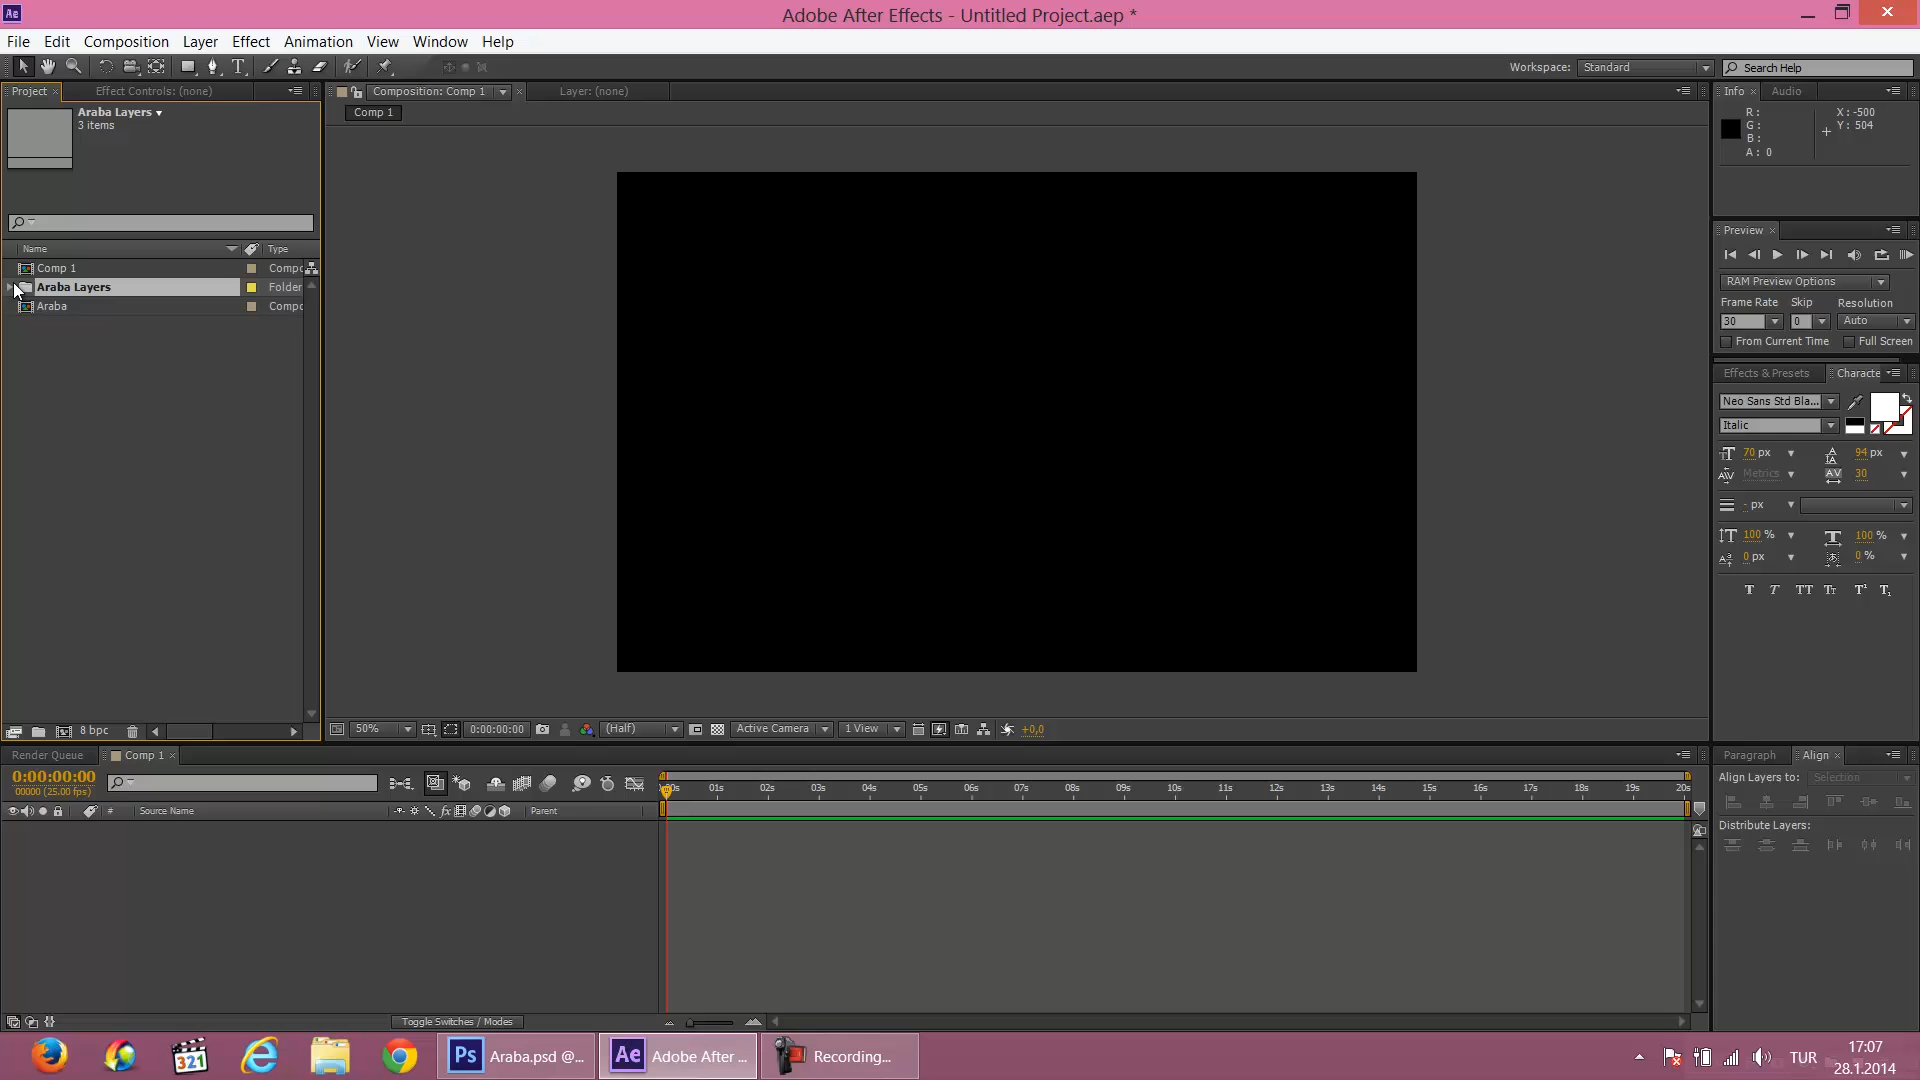 Ae
Adobe After Effects - Untitled Project.aep *
File Edit Composition Layer Effect Animation View Window Help
T
Workspace: Standard
Search Help
Project
Effect Controls: (none)
Composition: Comp 1
Layer: (none)
Info
Audio
Araba Layers
3 items
Comp 1
R:
G:
B:
A: 0
X: -500
Y: 504
Name
Type
Comp 1
Compo
Araba Layers
Folder
Araba
Compo
Preview
RAM Preview Options
Frame Rate Skip Resolution
30
0
Auto
From Current Time
Full Screen
Effects & Presets
Characte
Neo Sans Std Bla...
Italic
70 px
94 px
Metrics
30
- px
100 %
100 %
0 px
0 %
T T TT Tt T¹ T₁
8 bpc
50%
0:00:00:00
(Half)
Active Camera
1 View
+0,0
Render Queue
Comp 1
0:00:00:00
00000 (25.00 fps)
# Source Name
fx
Parent
01s 02s 03s 04s 05s 06s 07s 08s 09s 10s 11s 12s 13s 14s 15s 16s 17s 18s 19s 20s
Toggle Switches / Modes
Paragraph
Align
Align Layers to: Selection
Distribute Layers:
321
Ps Araba.psd @...
Ae Adobe After ...
Recording...
TUR
17:07
28.1.2014